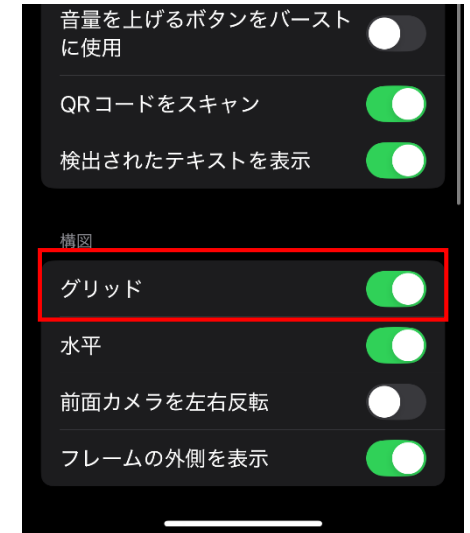 音量を上げるボタンをバースト
に使用
QRコードをスキャン
検出されたテキストを表示
構図
グリッド
水平
前面カメラを左右反転
フレームの外側を表示